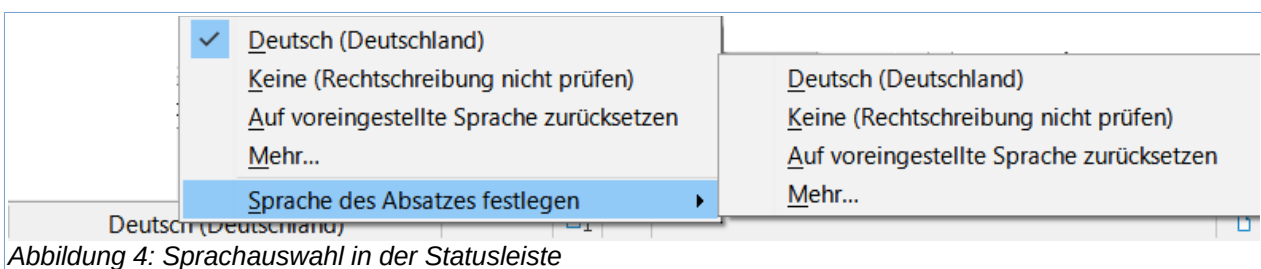 Deutsch (Deutschland)
Keine (Rechtschreibung nicht prüfen)
Auf voreingestellte Sprache zurücksetzen
Mehr...
Sprache des Absatzes festlegen
Deutsch (Deutschland)
Keine (Rechtschreibung nicht prüfen)
Auf voreingestellte Sprache zurücksetzen
Mehr...
Deutsch (Deutschland)
Abbildung 4: Sprachauswahl in der Statusleiste